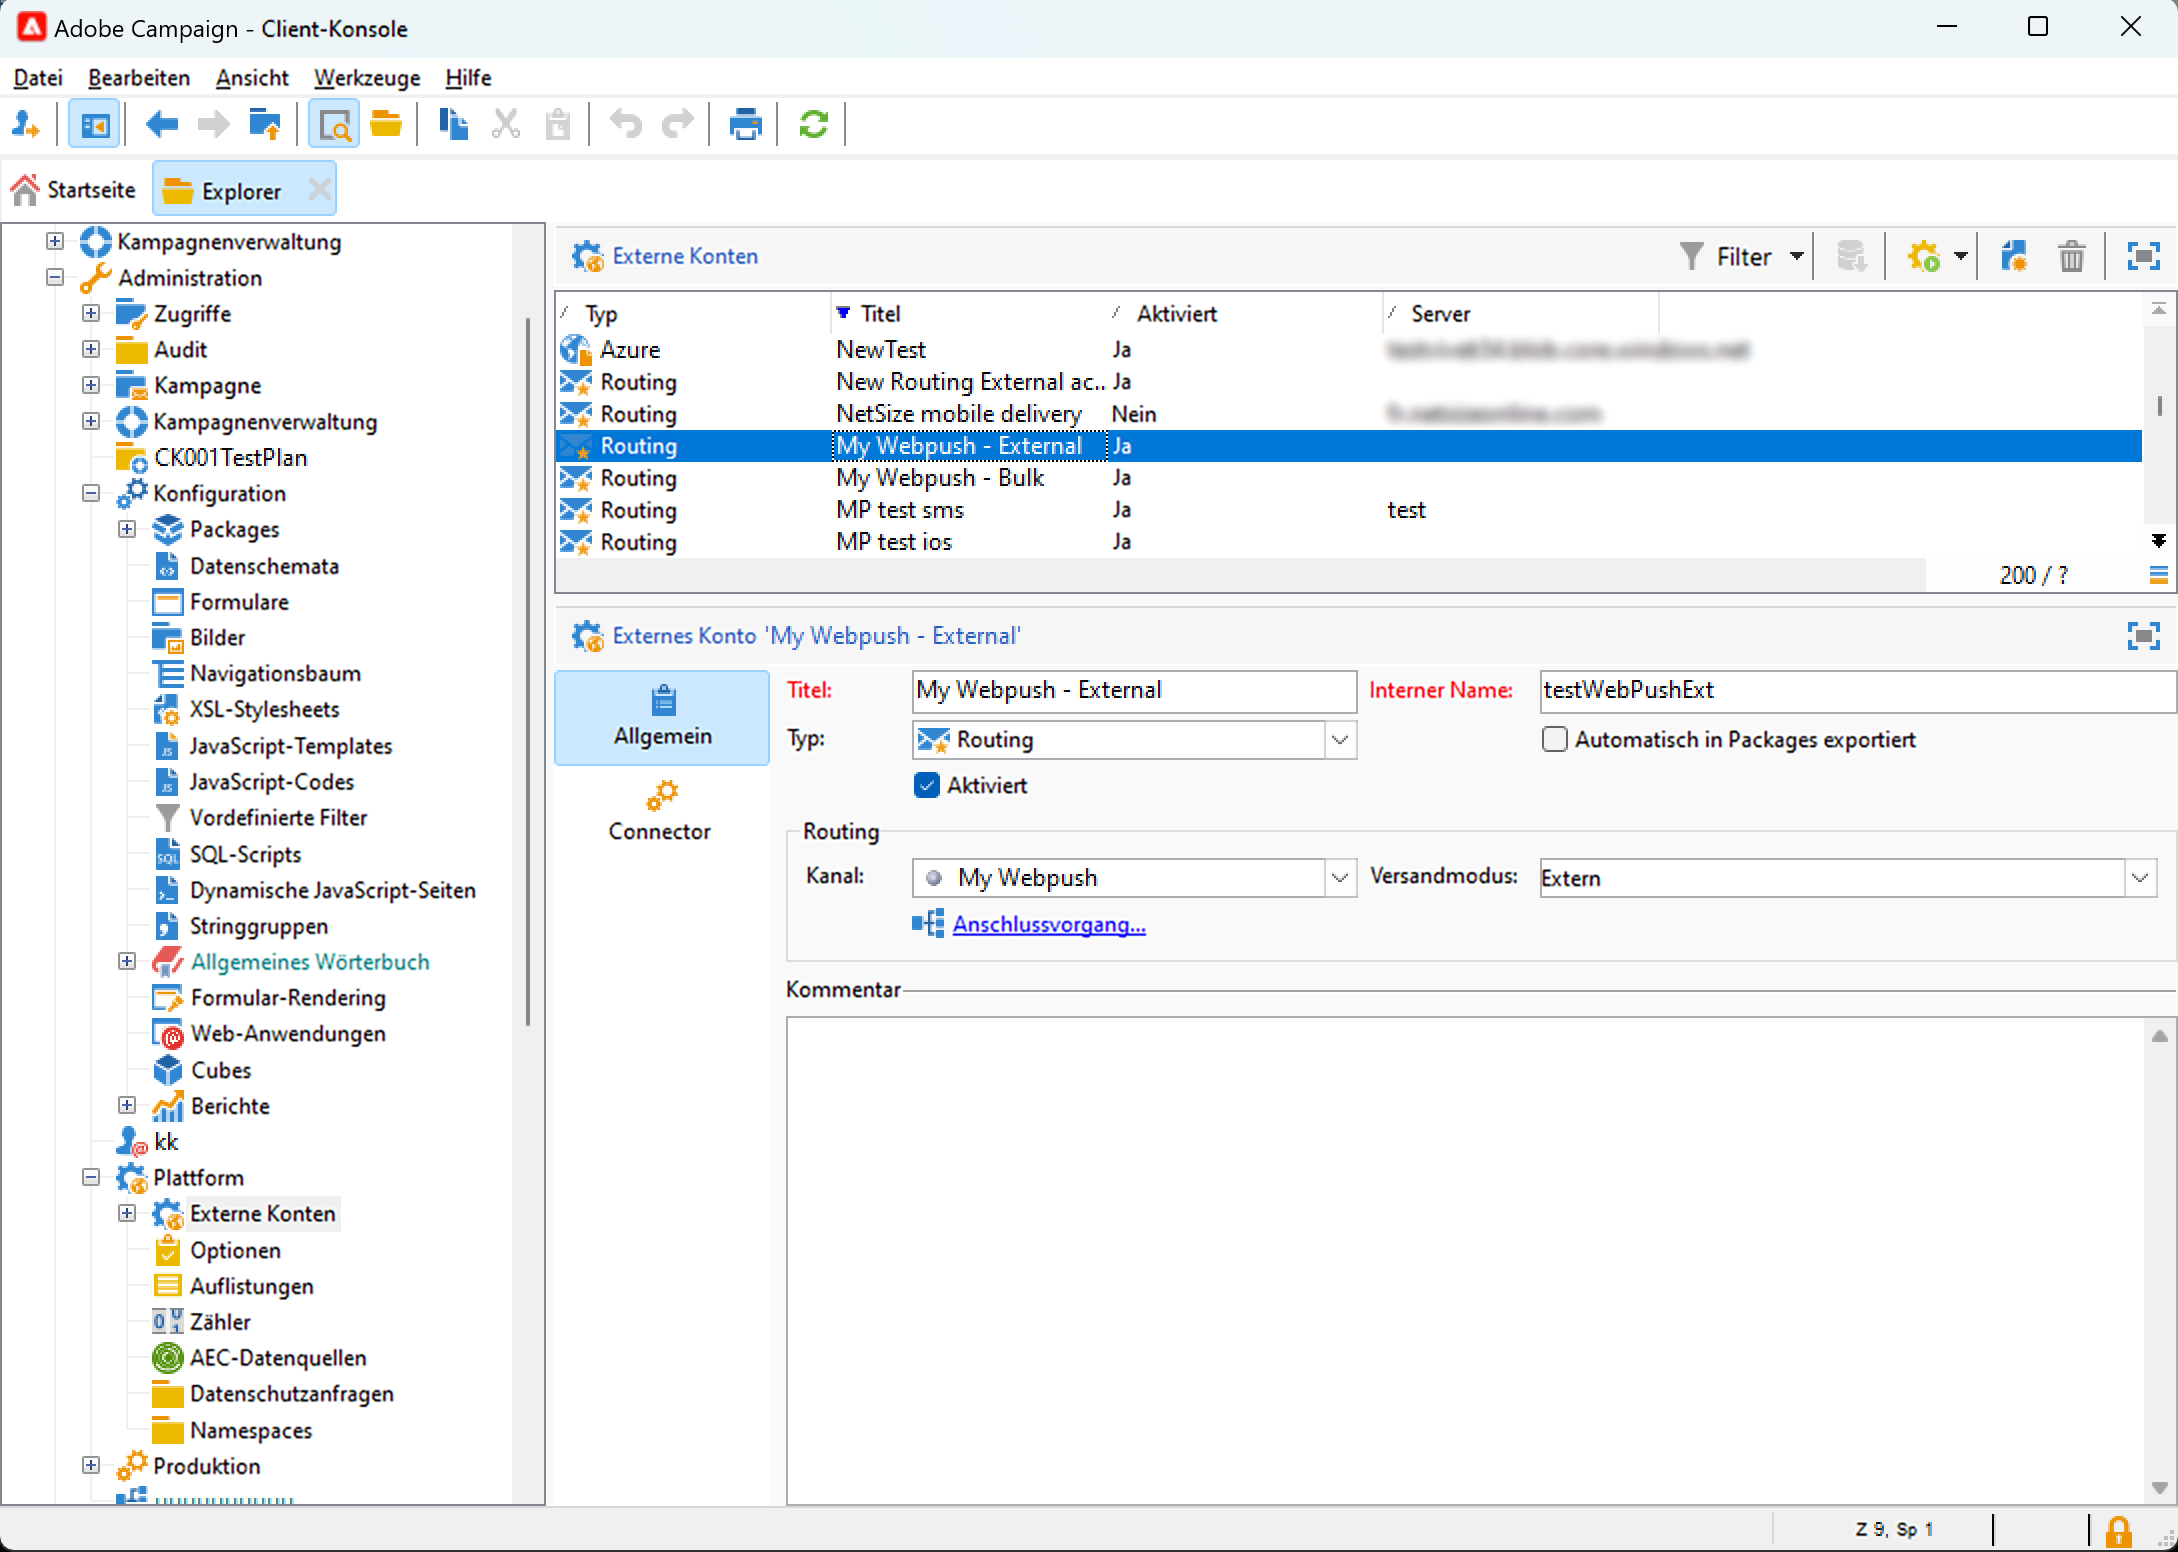 Adobe Campaign - Client-Konsole
Datei Bearbeiten Ansicht Werkzeuge Hilfe
Startseite Explorer
Kampagnenverwaltung
Administration
Zugriffe
Audit
Kampagne
Kampagnenverwaltung
CK001TestPlan
Konfiguration
Packages
Datenschemata
Formulare
Bilder
Navigationsbaum
XSL-Stylesheets
JavaScript-Templates
JavaScript-Codes
Vordefinierte Filter
SQL-Scripts
Dynamische JavaScript-Seiten
Stringgruppen
Allgemeines Wörterbuch
Formular-Rendering
Web-Anwendungen
Cubes
Berichte
kk
Plattform
Externe Konten
Optionen
Auflistungen
Zähler
AEC-Datenquellen
Datenschutzanfragen
Namespaces
Produktion
Externe Konten Filter
Typ Titel Aktiviert Server
Azure NewTest Ja
Routing New Routing External ac.. Ja
Routing NetSize mobile delivery Nein
Routing My Webpush - External Ja
Routing My Webpush - Bulk Ja
Routing MP test sms Ja test
Routing MP test ios Ja
200 / ?
Externes Konto 'My Webpush - External'
Allgemein
Connector
Titel: My Webpush - External Interner Name: testWebPushExt
Typ: Routing Automatisch in Packages exportiert
Aktiviert
Routing
Kanal: My Webpush Versandmodus: Extern
Anschlussvorgang...
Kommentar
Z 9, Sp 1